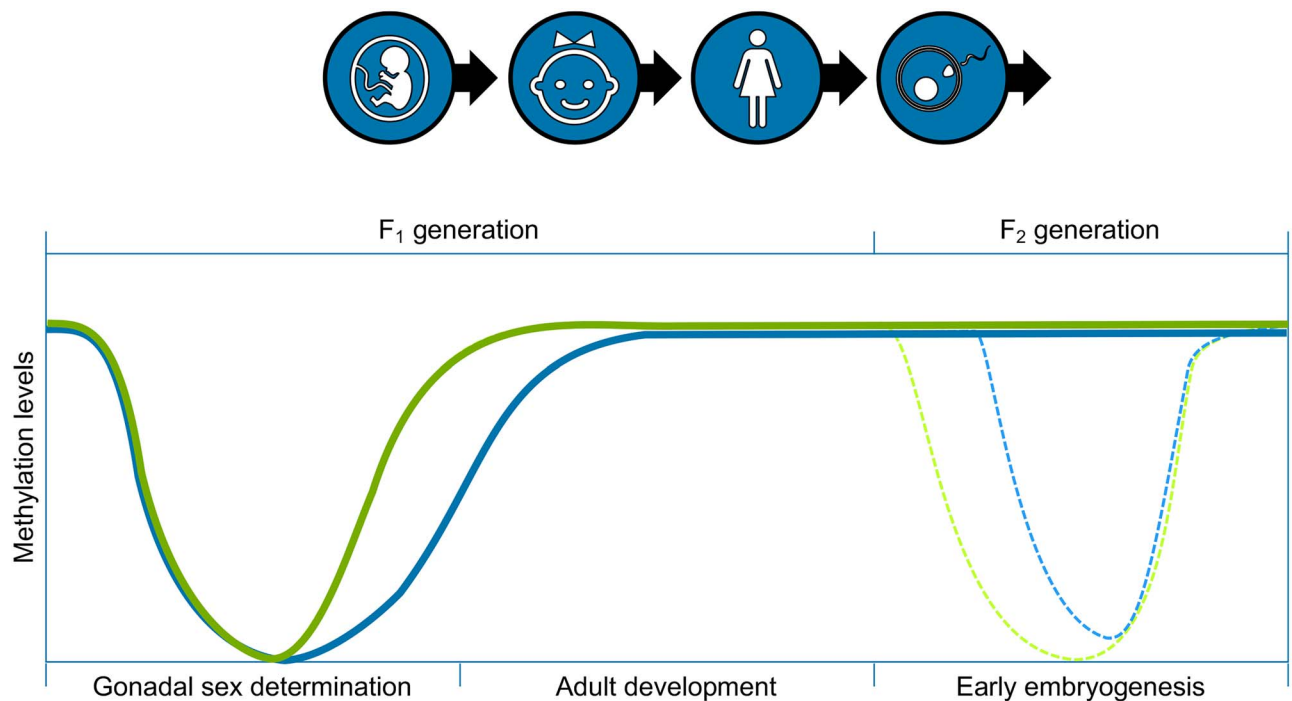 F₁ generation
F₂ generation
Methylation levels
Gonadal sex determination
Adult development
Early embryogenesis